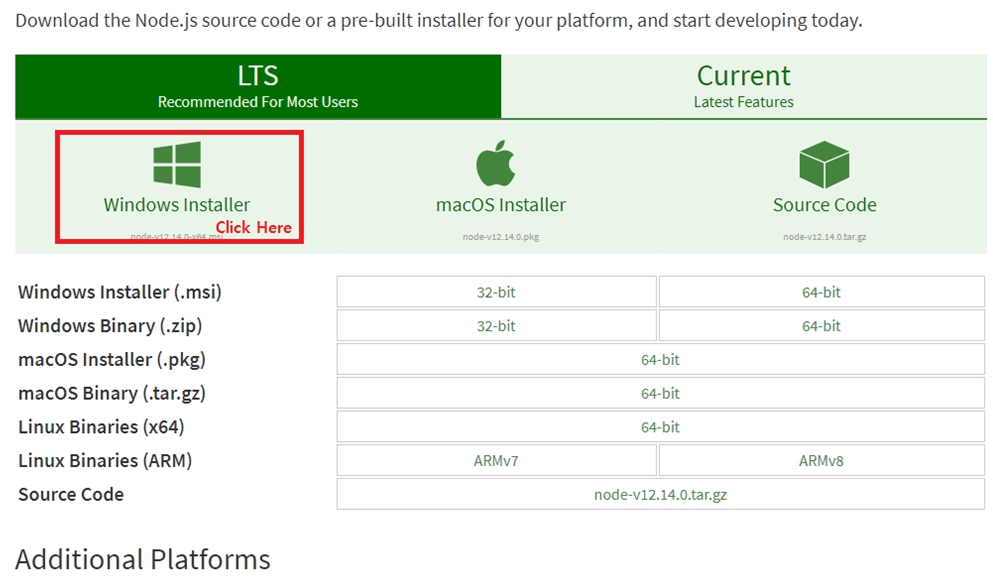 Download the Node.js source code or a pre-built installer for your platform, and start developing today.
LTS
Recommended For Most Users
Current
Latest Features
Windows Installer
Click Here
node-v12.14.0-x64.msi
macOS Installer
node-v12.14.0.pkg
Source Code
node-v12.14.0.tar.gz
Windows Installer (.msi) 32-bit 64-bit
Windows Binary (.zip) 32-bit 64-bit
macOS Installer (.pkg) 64-bit
macOS Binary (.tar.gz) 64-bit
Linux Binaries (x64) 64-bit
Linux Binaries (ARM) ARMv7 ARMv8
Source Code node-v12.14.0.tar.gz
Additional Platforms